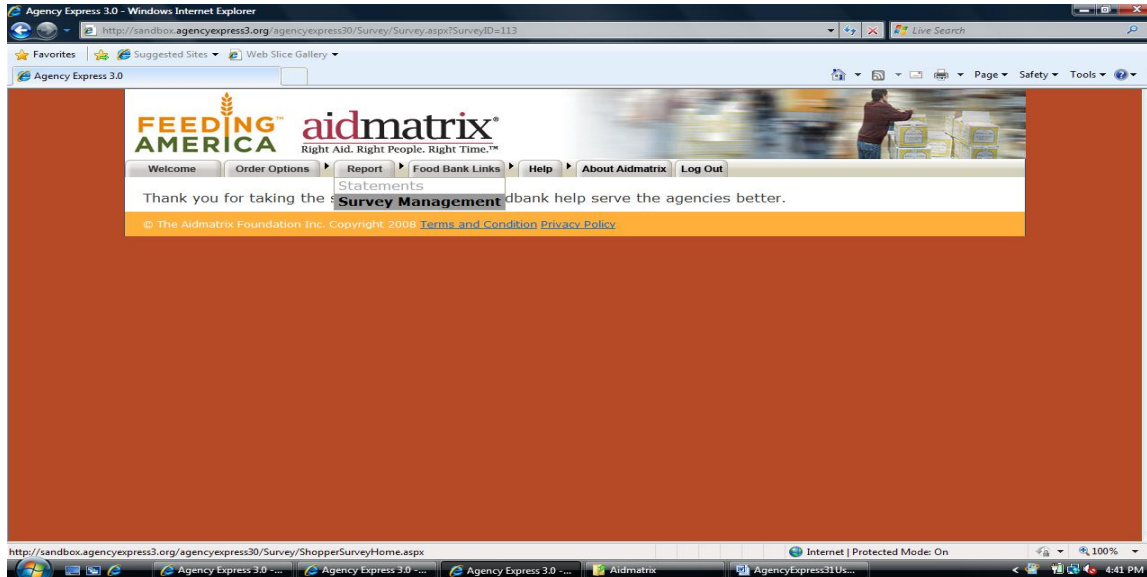 Agency Express 3.0 - Windows Internet Explorer
http://sandbox.agencyexpress3.org/agencyexpress30/Survey/Survey.aspx?SurveyID=113
Live Search
Favorites Suggested Sites Web Slice Gallery
Agency Express 3.0 Page Safety Tools
FEEDING™ AMERICA
aidmatrix®
Right Aid. Right People. Right Time.™
Welcome Order Options Report Food Bank Links Help About Aidmatrix Log Out
Statements
Thank you for taking the Survey Management dbank help serve the agencies better.
© The Aidmatrix Foundation Inc. Copyright 2008 Terms and Condition Privacy Policy
http://sandbox.agencyexpress3.org/agencyexpress30/Survey/ShopperSurveyHome.aspx Internet | Protected Mode: On 100%
Agency Express 3.0 -... Agency Express 3.0 -... Agency Express 3.0 -... Aidmatrix AgencyExpress31Us... 4:41 PM